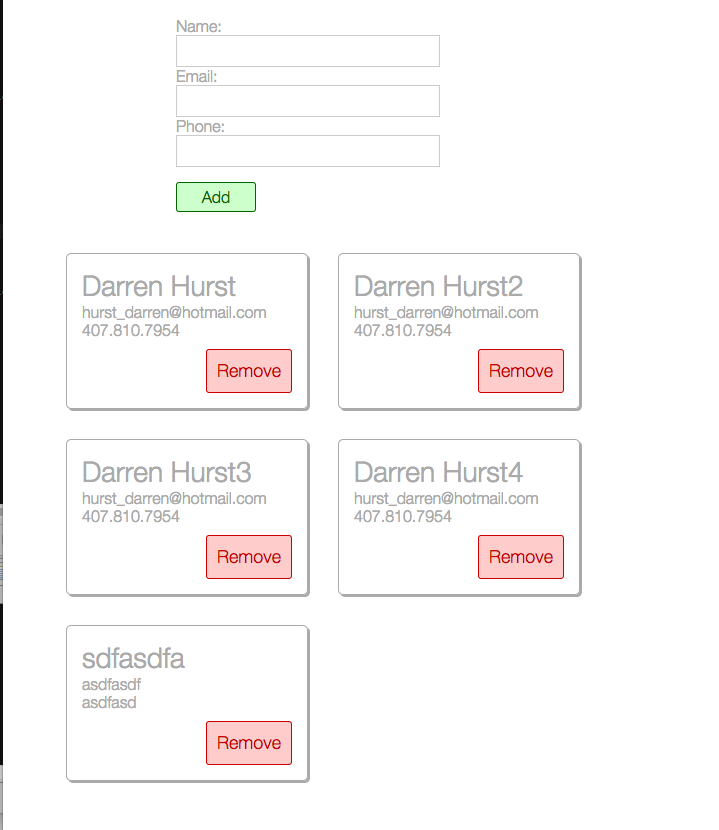 Name:
Email:
Phone:
Add
Darren Hurst
hurst_darren@hotmail.com
407.810.7954
Remove
Darren Hurst2
hurst_darren@hotmail.com
407.810.7954
Remove
Darren Hurst3
hurst_darren@hotmail.com
407.810.7954
Remove
Darren Hurst4
hurst_darren@hotmail.com
407.810.7954
Remove
sdfasdfa
asdfasdf
asdfasd
Remove